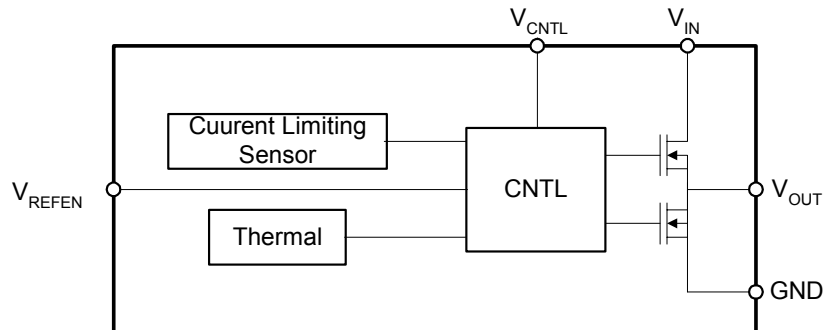 VCNTL
VIN
Cuurent Limiting
Sensor
VREFEN
CNTL
VOUT
Thermal
GND